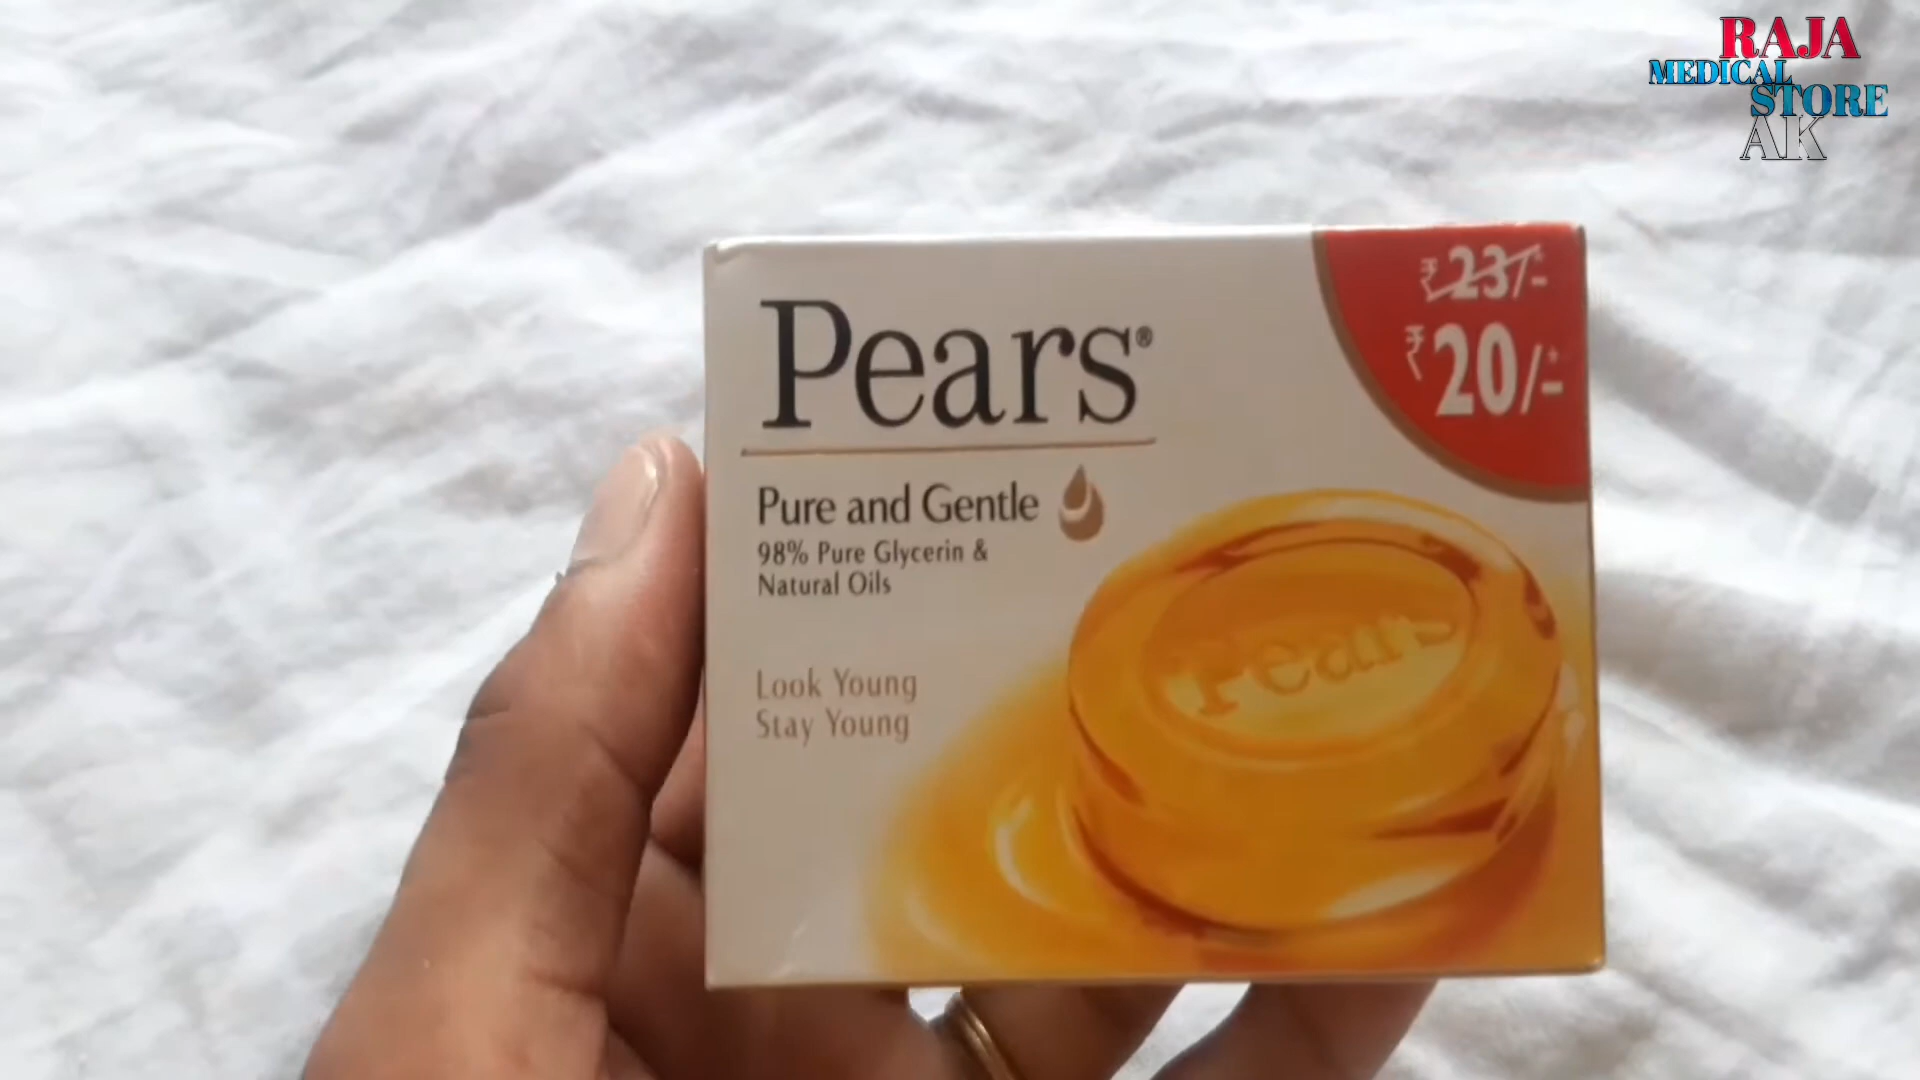 RAJA
MEDICAL
STORE
AK
Pears®
₹23/-*
₹20/-*
Pure and Gentle
98% Pure Glycerin &
Natural Oils
Look Young
Stay Young
Pears